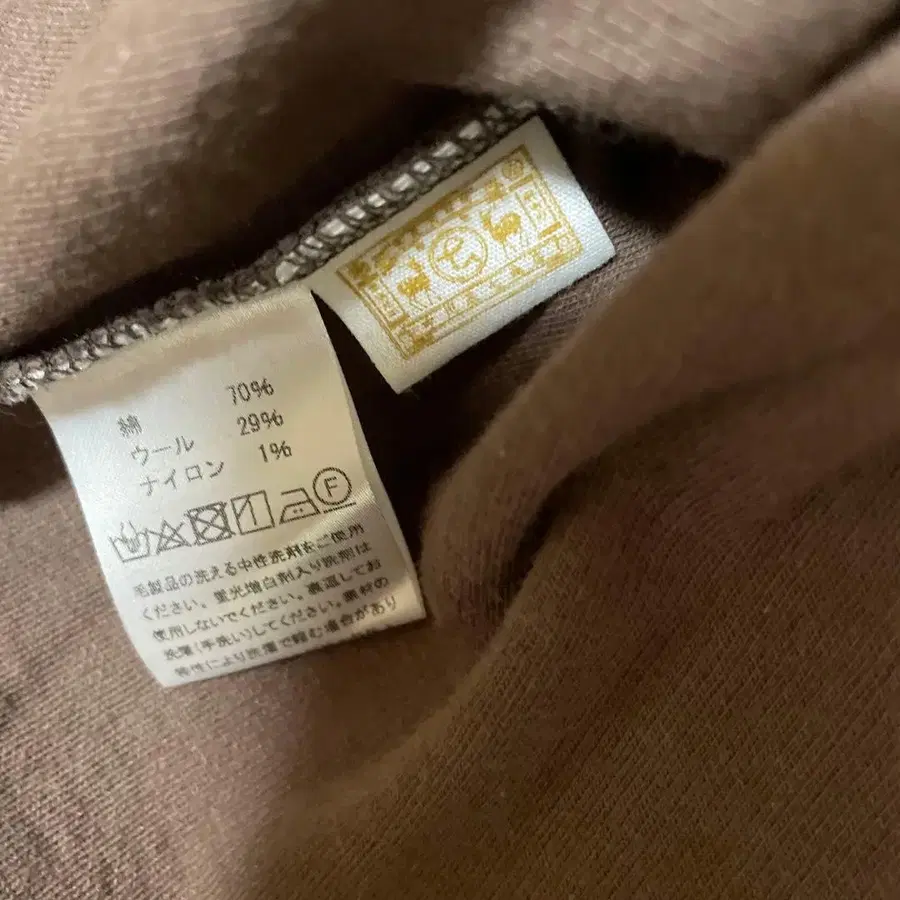 綿 70%
ウール 29%
ナイロン 1%
F
毛製品の洗える中性洗剤をご使用
ください。蛍光増白剤入り洗剤は
使用しないでください。裏返してお
洗濯(手洗い)してください。素材の
特性により洗濯で縮む場合があり